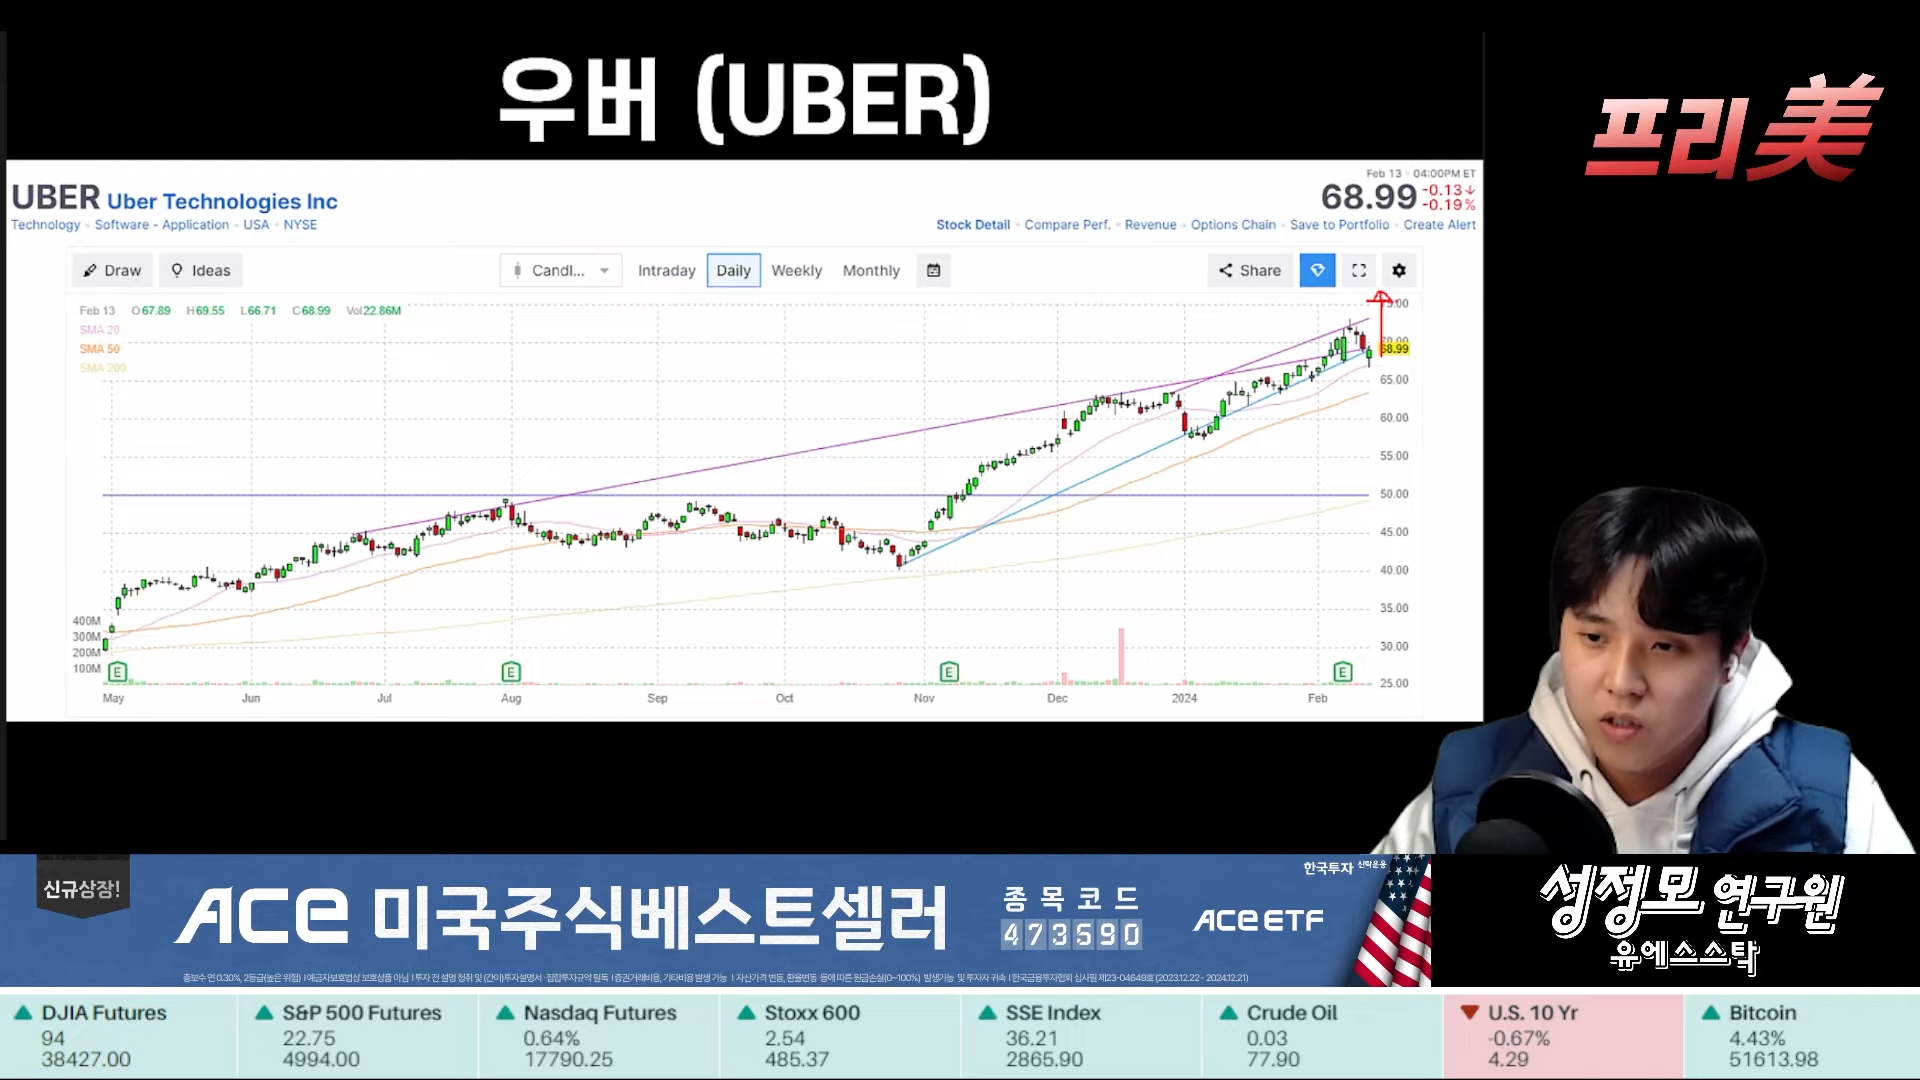 우버 (UBER)
프리美
Feb 13 · 04:00PM ET
UBER Uber Technologies Inc
68.99
-0.13↓
-0.19%
Technology · Software - Application · USA · NYSE
Stock Detail · Compare Perf. · Revenue · Options Chain · Save to Portfolio · Create Alert
Draw
Ideas
Candl...
Intraday
Daily
Weekly
Monthly
Share
Feb 13 O67.89 H69.55 L66.71 C68.99 Vol22.86M
SMA 20
SMA 50
SMA 200
68.99
65.00
60.00
55.00
50.00
45.00
40.00
35.00
30.00
25.00
400M
300M
200M
100M
E E E E
May Jun Jul Aug Sep Oct Nov Dec 2024 Feb
신규상장!
ACE 미국주식베스트셀러
종목코드
473590
ACE ETF
한국투자 신탁운용
성정모 연구원
유에스스탁
DJIA Futures
94
38427.00
S&P 500 Futures
22.75
4994.00
Nasdaq Futures
0.64%
17790.25
Stoxx 600
2.54
485.37
SSE Index
36.21
2865.90
Crude Oil
0.03
77.90
U.S. 10 Yr
-0.67%
4.29
Bitcoin
4.43%
51613.98